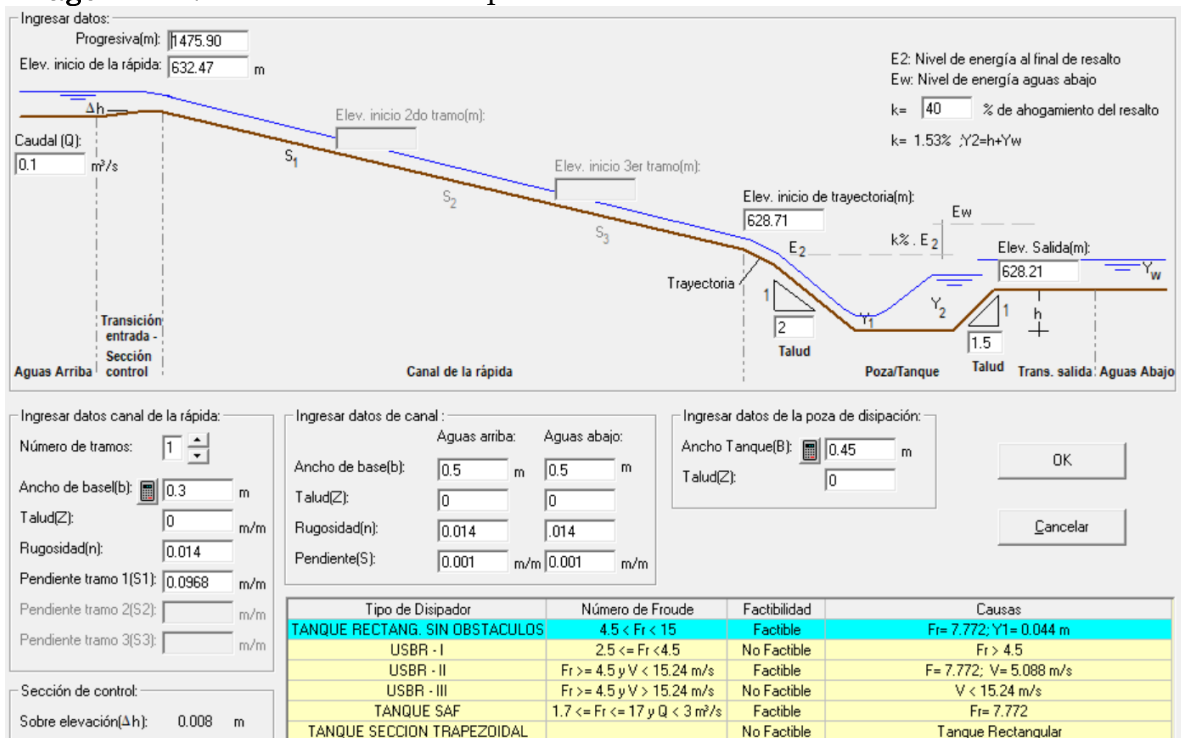 Ingresar datos:
Progresiva(m): 1475.90
Elev. inicio de la rápida: 632.47 m
E2: Nivel de energía al final de resalto
Ew: Nivel de energía aguas abajo
k= 40 % de ahogamiento del resalto
k= 1.53% ;Y2=h+Yw
Δh
Caudal (Q):
0.1 m³/s
Elev. inicio 2do tramo(m):
S1
Elev. inicio 3er tramo(m):
S2
S3
Elev. inicio de trayectoria(m):
628.71
Ew
E2
k% . E2
Elev. Salida(m):
628.21
Yw
Trayectoria
1
2
Talud
Y1
Y2
1
1.5
Talud
h
Transición
entrada -
Sección
control
Aguas Arriba
Canal de la rápida
Poza/Tanque
Trans. salida
Aguas Abajo
Ingresar datos canal de la rápida:
Número de tramos: 1
Ancho de basel(b): 0.3 m
Talud(Z): 0 m/m
Rugosidad(n): 0.014
Pendiente tramo 1(S1): 0.0968 m/m
Pendiente tramo 2(S2): m/m
Pendiente tramo 3(S3): m/m
Sección de control:
Sobre elevación(Δh): 0.008 m
Ingresar datos de canal :
Aguas arriba: Aguas abajo:
Ancho de base(b): 0.5 m 0.5 m
Talud(Z): 0 0
Rugosidad(n): 0.014 .014
Pendiente(S): 0.001 m/m 0.001 m/m
Ingresar datos de la poza de disipación:
Ancho Tanque(B): 0.45 m
Talud(Z): 0
OK
Cancelar
Tipo de Disipador Número de Froude Factibilidad Causas
TANQUE RECTANG. SIN OBSTACULOS 4.5 < Fr < 15 Factible Fr= 7.772; Y1= 0.044 m
USBR - I 2.5 <= Fr <4.5 No Factible Fr > 4.5
USBR - II Fr >= 4.5 y V < 15.24 m/s Factible F= 7.772; V= 5.088 m/s
USBR - III Fr >= 4.5 y V > 15.24 m/s No Factible V < 15.24 m/s
TANQUE SAF 1.7 <= Fr <= 17 y Q < 3 m³/s Factible Fr= 7.772
TANQUE SECCION TRAPEZOIDAL No Factible Tanque Rectangular